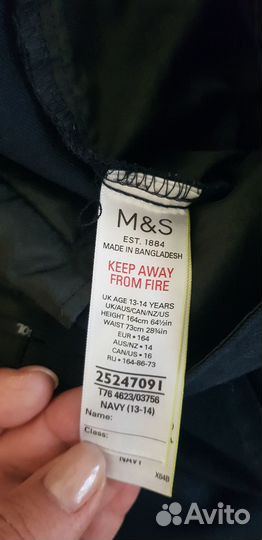 M&S
EST. 1884
MADE IN BANGLADESH
KEEP AWAY
FROM FIRE
UK AGE 13-14 YEARS
UK/AUS/CAN/NZ/US
HEIGHT 164cm 64½in
WAIST 73cm 28¾in
EUR • 164
AUS/NZ • 14
CAN/US • 16
RU • 164-86-73
25247091
T76 4623/03756
NAVY (13-14)
Name:
Class:
NAVY
X64B
Avito